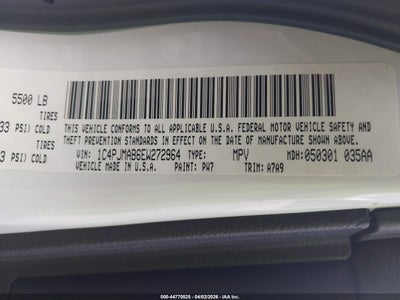 5500 LB
TIRES
33 PSI) COLD
THIS VEHICLE CONFORMS TO ALL APPLICABLE U.S.A. FEDERAL MOTOR VEHICLE SAFETY AND
THEFT PREVENTION STANDARDS IN EFFECT ON THE DATE OF MANUFACTURE SHOWN ABOVE.
TIRES
3 PSI) COLD
VIN: 1C4PJMAB6EW272964 TYPE: MPV MDH: 050301 035AA
VEHICLE MADE IN U.S.A. PAINT: PW7 TRIM: A7A9
000-44770525 - 04/02/2026 - IAA Inc.